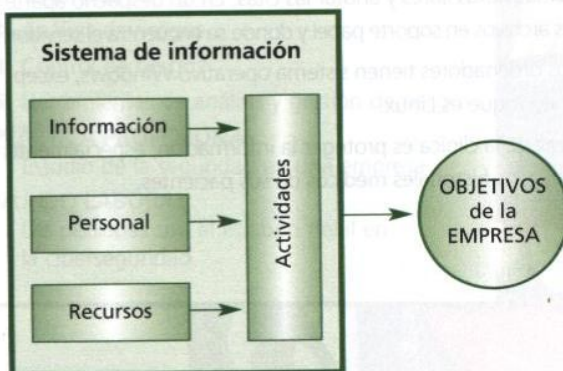 Sistema de información
Información
Personal
Recursos
Actividades
OBJETIVOS
de la
EMPRESA